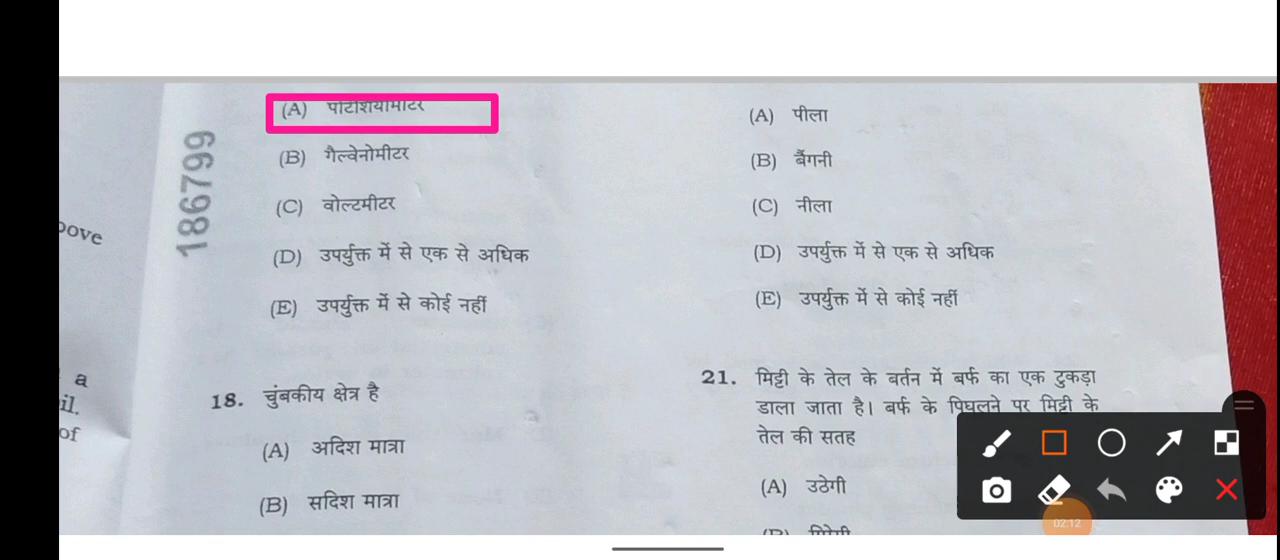 (A) पोटेंशियोमीटर
(B) गैल्वेनोमीटर
(C) वोल्टमीटर
(D) उपर्युक्त में से एक से अधिक
(E) उपर्युक्त में से कोई नहीं
18. चुंबकीय क्षेत्र है
(A) अदिश मात्रा
(B) सदिश मात्रा
(A) पीला
(B) बैंगनी
(C) नीला
(D) उपर्युक्त में से एक से अधिक
(E) उपर्युक्त में से कोई नहीं
21. मिट्टी के तेल के बर्तन में बर्फ का एक टुकड़ा
डाला जाता है। बर्फ के पिघलने पर मिट्टी के
तेल की सतह
(A) उठेगी
186799
a
il.
of
02:12